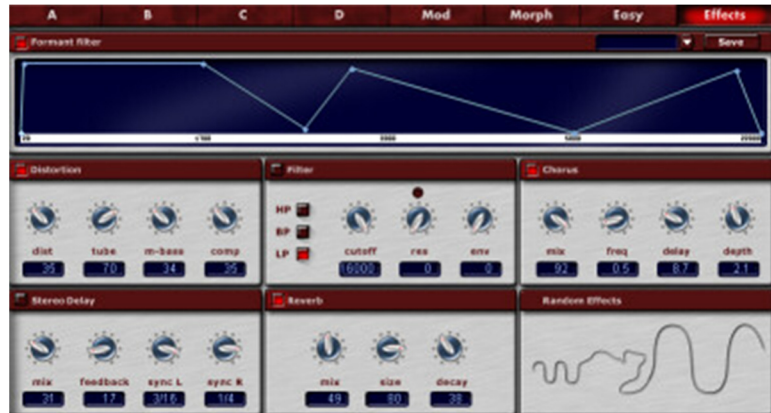 A B C D Mod Morph Easy Effects
Formant filter Save
20 3000 5000 20000
Distortion Filter Chorus
HP
BP
LP
dist tube m-bass comp cutoff res env mix freq delay depth
35 70 34 35 16000 0 0 92 0.5 8.7 2.1
Stereo Delay Reverb Random Effects
mix feedback sync L sync R mix size decay
31 17 3/16 1/4 49 80 38